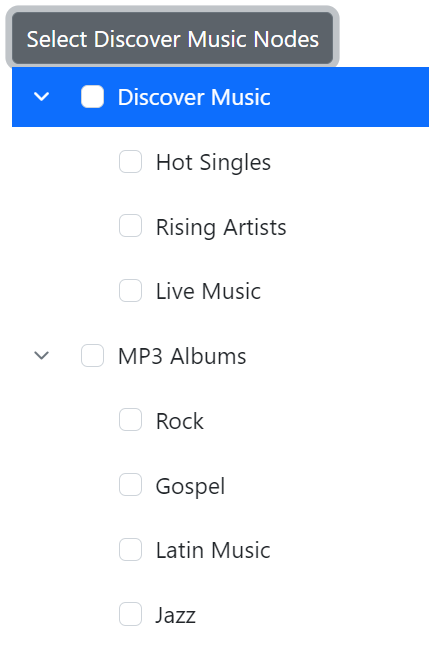 Select Discover Music Nodes
Discover Music
Hot Singles
Rising Artists
Live Music
MP3 Albums
Rock
Gospel
Latin Music
Jazz